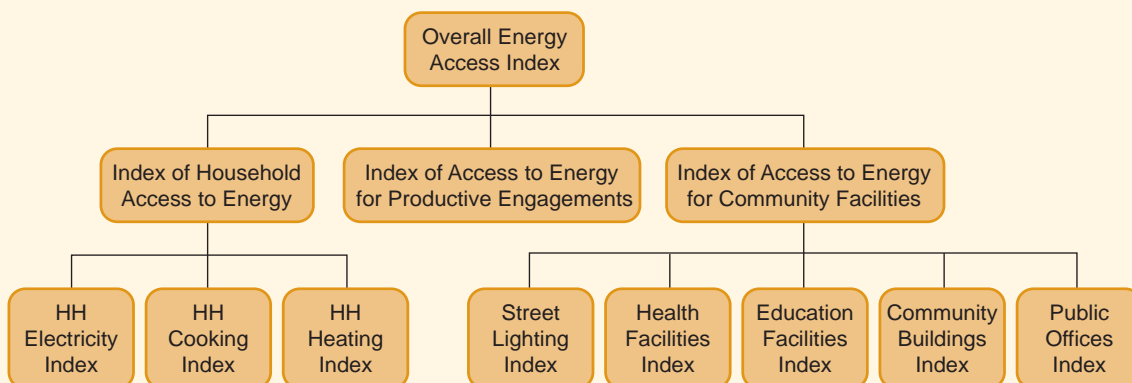 Overall Energy
Access Index
Index of Household
Access to Energy
Index of Access to Energy
for Productive Engagements
Index of Access to Energy
for Community Facilities
HH
Electricity
Index
HH
Cooking
Index
HH
Heating
Index
Street
Lighting
Index
Health
Facilities
Index
Education
Facilities
Index
Community
Buildings
Index
Public
Offices
Index